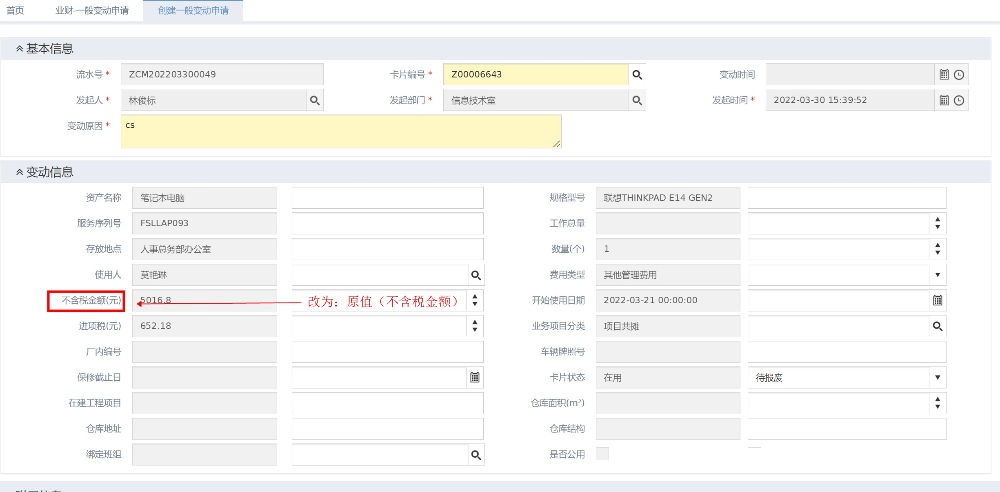 首页 业财-一般变动申请 创建一般变动申请
基本信息
流水号 * ZCM202203300049 卡片编号 * Z00006643 变动时间
发起人 * 林俊标 发起部门 * 信息技术室 发起时间 * 2022-03-30 15:39:52
变动原因 * cs
变动信息
资产名称 笔记本电脑 规格型号 联想THINKPAD E14 GEN2
服务序列号 FSLLAP093 工作总量
存放地点 人事总务部办公室 数量(个) 1
使用人 莫艳琳 费用类型 其他管理费用
不含税金额(元) 5016.8 改为：原值（不含税金额） 开始使用日期 2022-03-21 00:00:00
进项税(元) 652.18 业务项目分类 项目共摊
厂内编号 车辆牌照号
保修截止日 卡片状态 在用 待报废
在建工程项目 仓库面积(m²)
仓库地址 仓库结构
绑定班组 是否公用